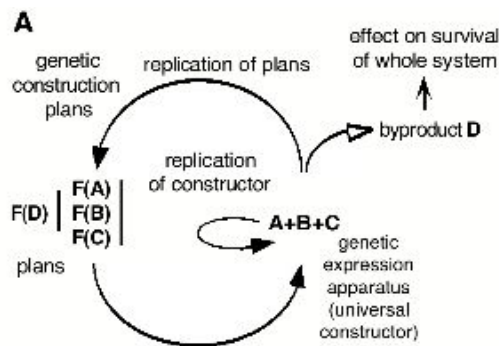 A
effect on survival
of whole system
genetic
construction
plans
replication of plans
byproduct D
replication
of constructor
F(A)
F(D)
F(B)
F(C)
A+B+C
plans
genetic
expression
apparatus
(universal
constructor)